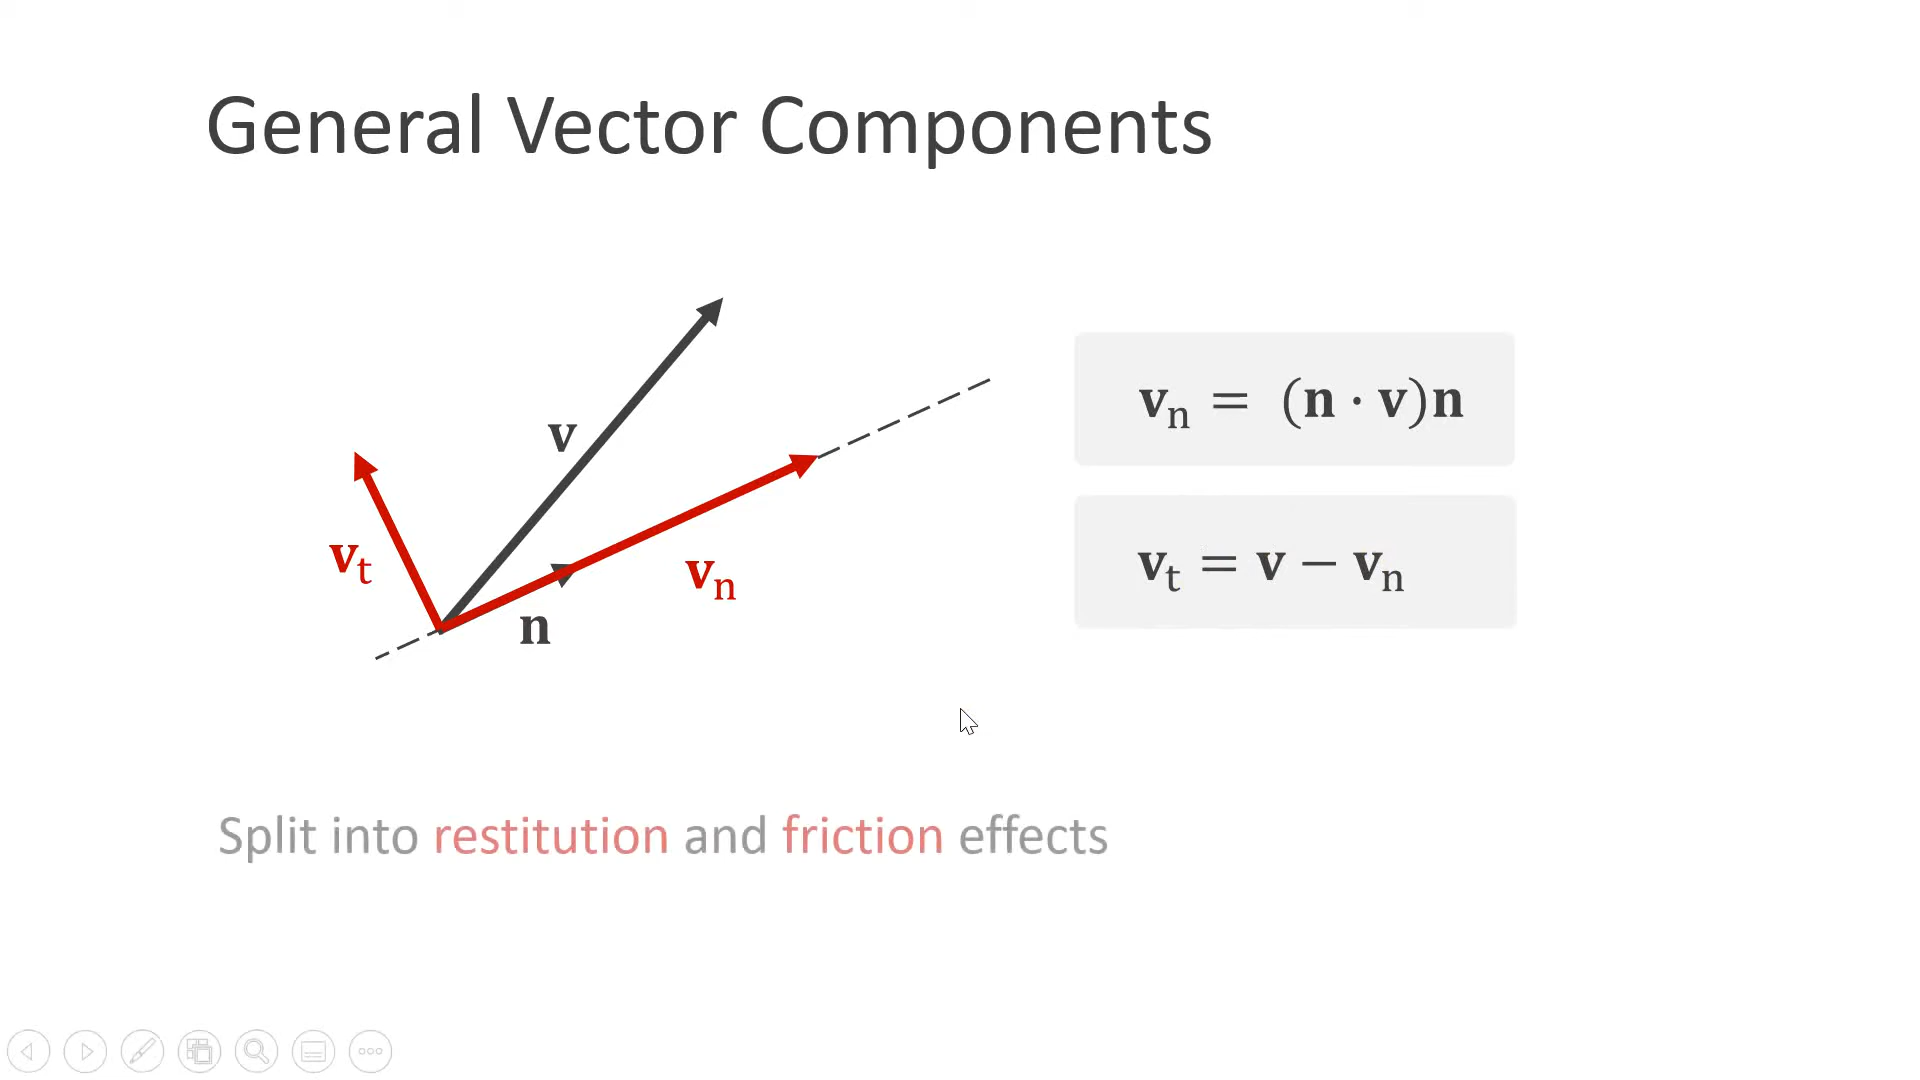 General Vector Components
v
vₜ
vₙ
n
vₙ = (n · v)n
vₜ = v − vₙ
Split into restitution and friction effects